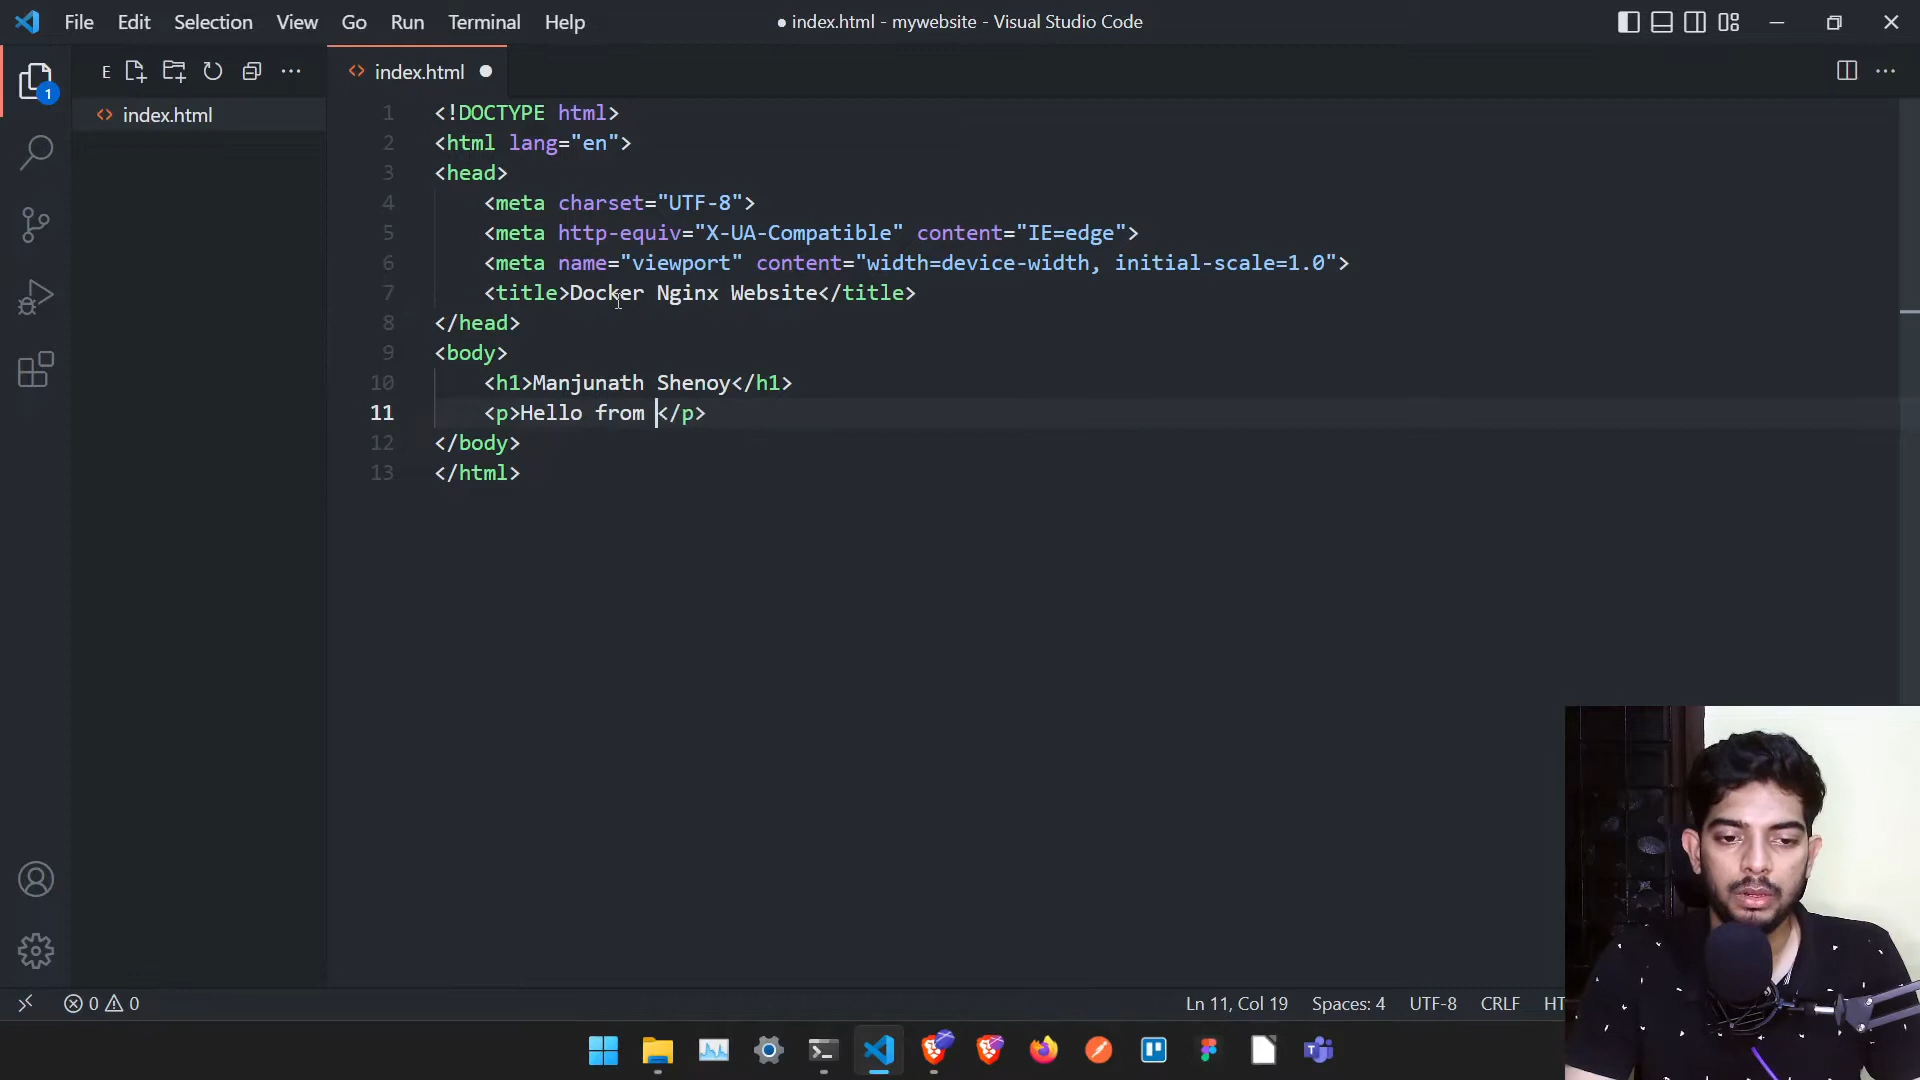 File Edit Selection View Go Run Terminal Help
● index.html - mywebsite - Visual Studio Code
E
1
index.html
index.html
1 <!DOCTYPE html>
2 <html lang="en">
3 <head>
4 <meta charset="UTF-8">
5 <meta http-equiv="X-UA-Compatible" content="IE=edge">
6 <meta name="viewport" content="width=device-width, initial-scale=1.0">
7 <title>Docker Nginx Website</title>
8 </head>
9 <body>
10 <h1>Manjunath Shenoy</h1>
11 <p>Hello from </p>
12 </body>
13 </html>
0 0
Ln 11, Col 19 Spaces: 4 UTF-8 CRLF HT